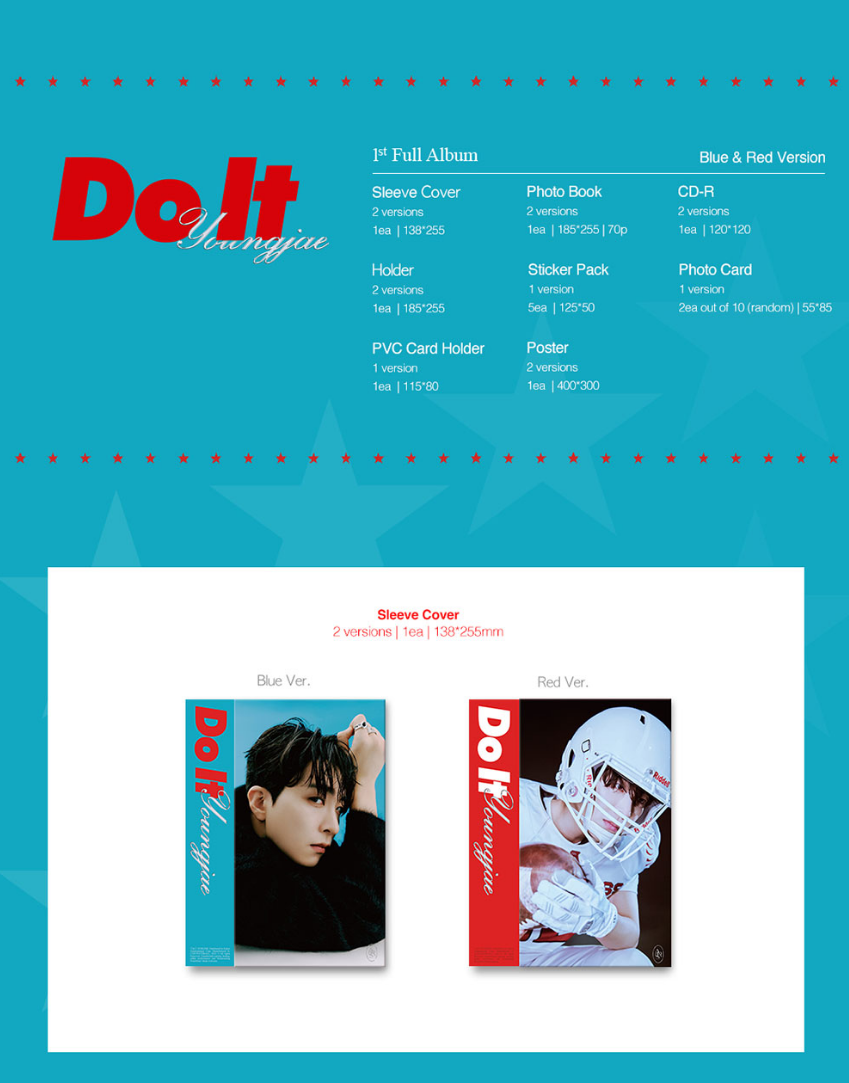 Do It
Youngjae
1st Full Album
Blue & Red Version
Sleeve Cover
2 versions
1ea | 138*255
Photo Book
2 versions
1ea | 185*255 | 70p
CD-R
2 versions
1ea | 120*120
Holder
2 versions
1ea | 185*255
Sticker Pack
1 version
5ea | 125*50
Photo Card
1 version
2ea out of 10 (random) | 55*85
PVC Card Holder
1 version
1ea | 115*80
Poster
2 versions
1ea | 400*300
Sleeve Cover
2 versions | 1ea | 138*255mm
Blue Ver.
Red Ver.
Do It
Youngjae
Do It
Youngjae
Riddell